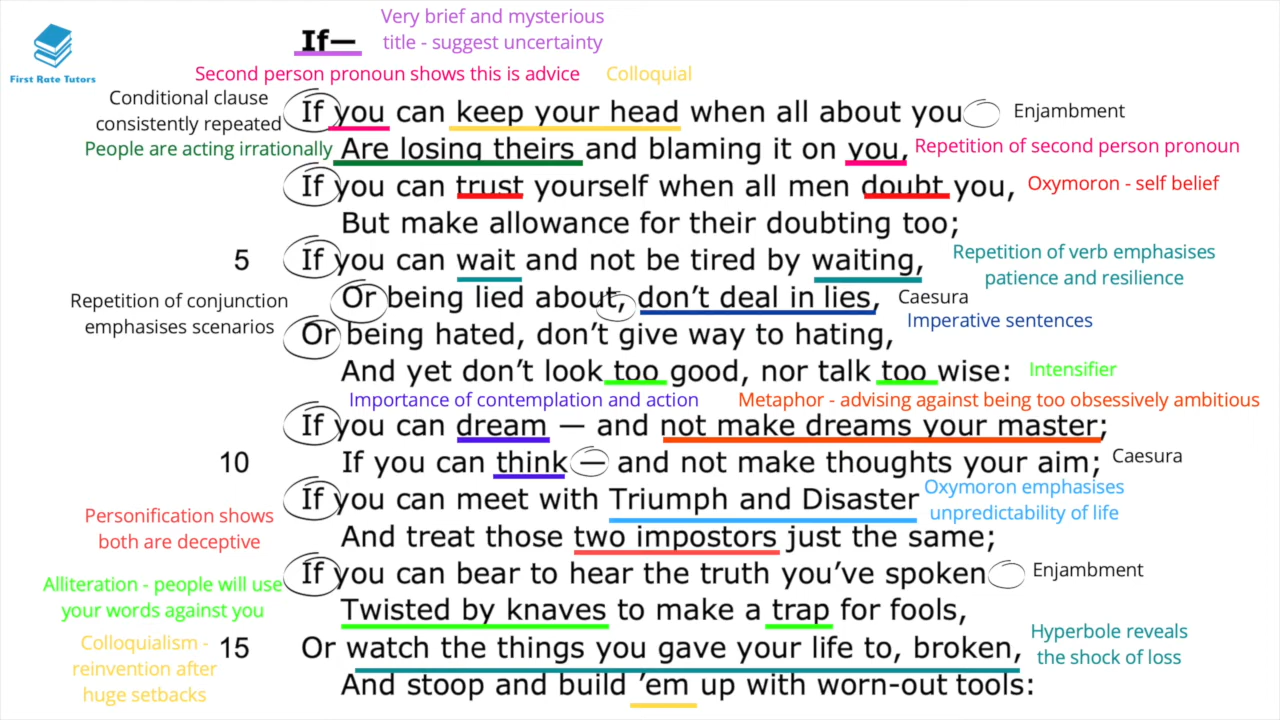 If—
Very brief and mysterious
title - suggest uncertainty
First Rate Tutors
Second person pronoun shows this is advice
Colloquial
Conditional clause
consistently repeated
If you can keep your head when all about you
Enjambment
People are acting irrationally
Are losing theirs and blaming it on you,
Repetition of second person pronoun
If you can trust yourself when all men doubt you,
Oxymoron - self belief
But make allowance for their doubting too;
5
If you can wait and not be tired by waiting,
Repetition of verb emphasises
patience and resilience
Repetition of conjunction
emphasises scenarios
Or being lied about, don't deal in lies,
Caesura
Imperative sentences
Or being hated, don't give way to hating,
And yet don't look too good, nor talk too wise:
Intensifier
Importance of contemplation and action
Metaphor - advising against being too obsessively ambitious
If you can dream — and not make dreams your master;
10
If you can think — and not make thoughts your aim;
Caesura
If you can meet with Triumph and Disaster
Oxymoron emphasises
unpredictability of life
Personification shows
both are deceptive
And treat those two impostors just the same;
If you can bear to hear the truth you've spoken
Enjambment
Alliteration - people will use
your words against you
Twisted by knaves to make a trap for fools,
Colloquialism -
reinvention after
huge setbacks
15
Or watch the things you gave your life to, broken,
Hyperbole reveals
the shock of loss
And stoop and build 'em up with worn-out tools: